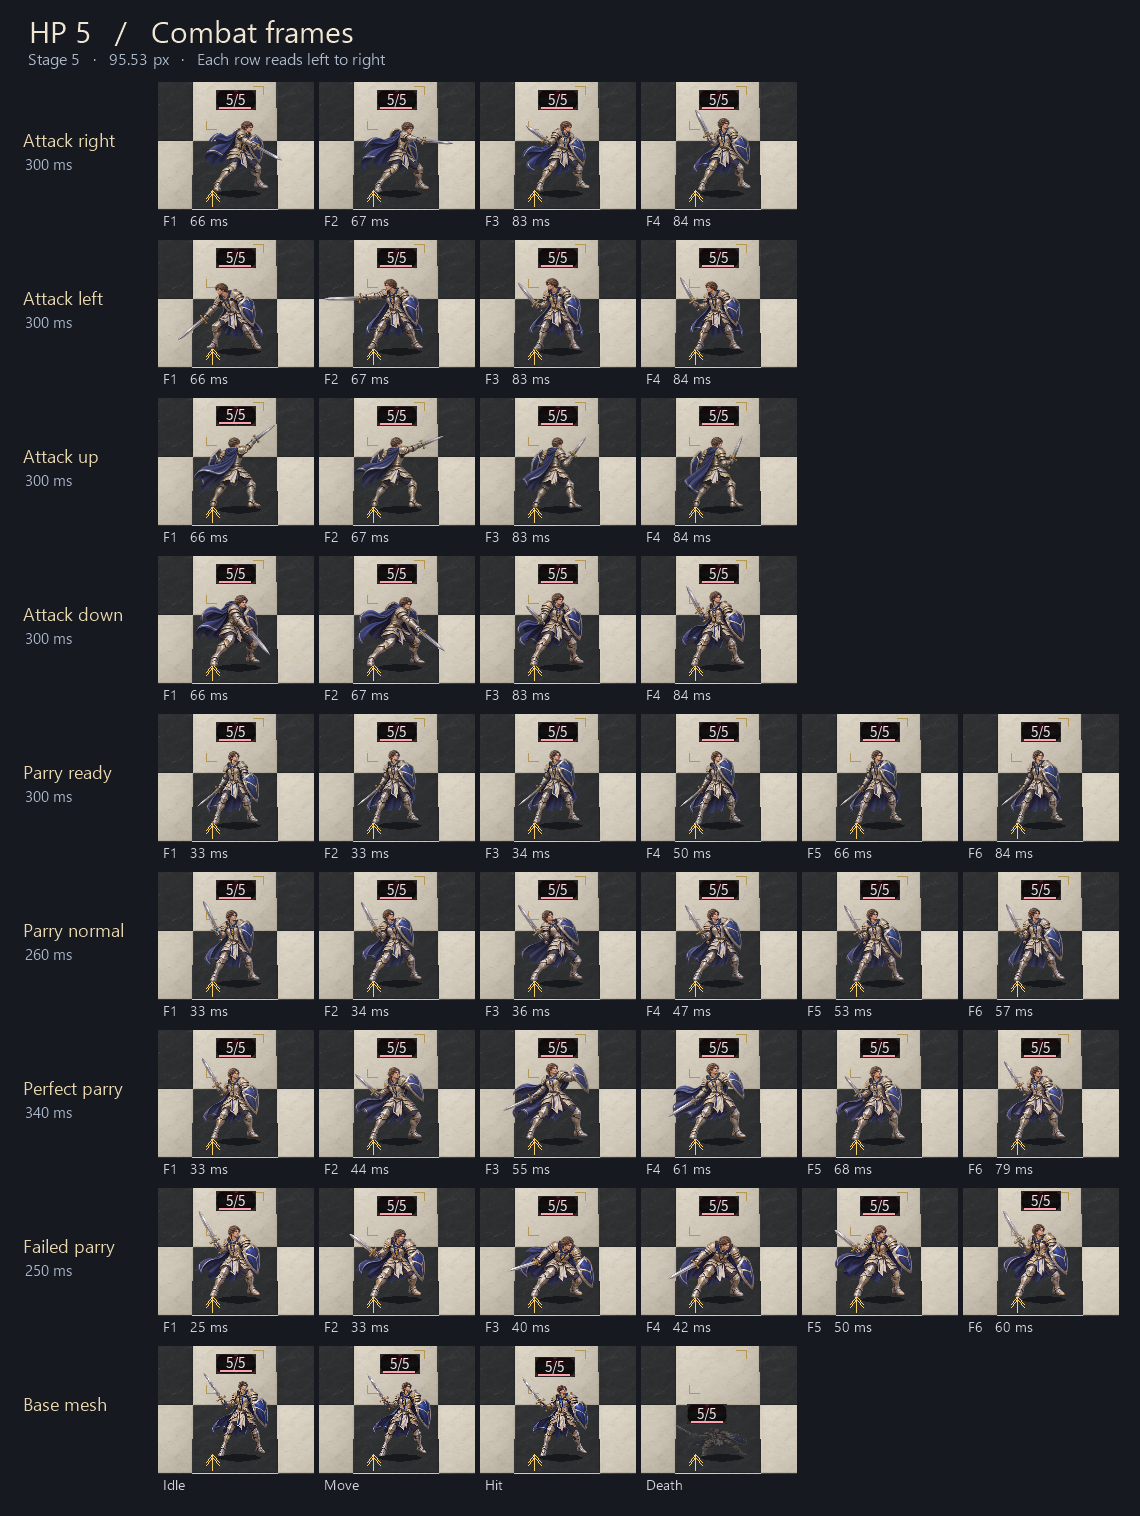 HP 5 / Combat frames
Stage 5 · 95.53 px · Each row reads left to right
Attack right
300 ms
5/5 5/5 5/5 5/5
F1 66 ms F2 67 ms F3 83 ms F4 84 ms
Attack left
300 ms
5/5 5/5 5/5 5/5
F1 66 ms F2 67 ms F3 83 ms F4 84 ms
Attack up
300 ms
5/5 5/5 5/5 5/5
F1 66 ms F2 67 ms F3 83 ms F4 84 ms
Attack down
300 ms
5/5 5/5 5/5 5/5
F1 66 ms F2 67 ms F3 83 ms F4 84 ms
Parry ready
300 ms
5/5 5/5 5/5 5/5 5/5 5/5
F1 33 ms F2 33 ms F3 34 ms F4 50 ms F5 66 ms F6 84 ms
Parry normal
260 ms
5/5 5/5 5/5 5/5 5/5 5/5
F1 33 ms F2 34 ms F3 36 ms F4 47 ms F5 53 ms F6 57 ms
Perfect parry
340 ms
5/5 5/5 5/5 5/5 5/5 5/5
F1 33 ms F2 44 ms F3 55 ms F4 61 ms F5 68 ms F6 79 ms
Failed parry
250 ms
5/5 5/5 5/5 5/5 5/5 5/5
F1 25 ms F2 33 ms F3 40 ms F4 42 ms F5 50 ms F6 60 ms
Base mesh
5/5 5/5 5/5 5/5
Idle Move Hit Death